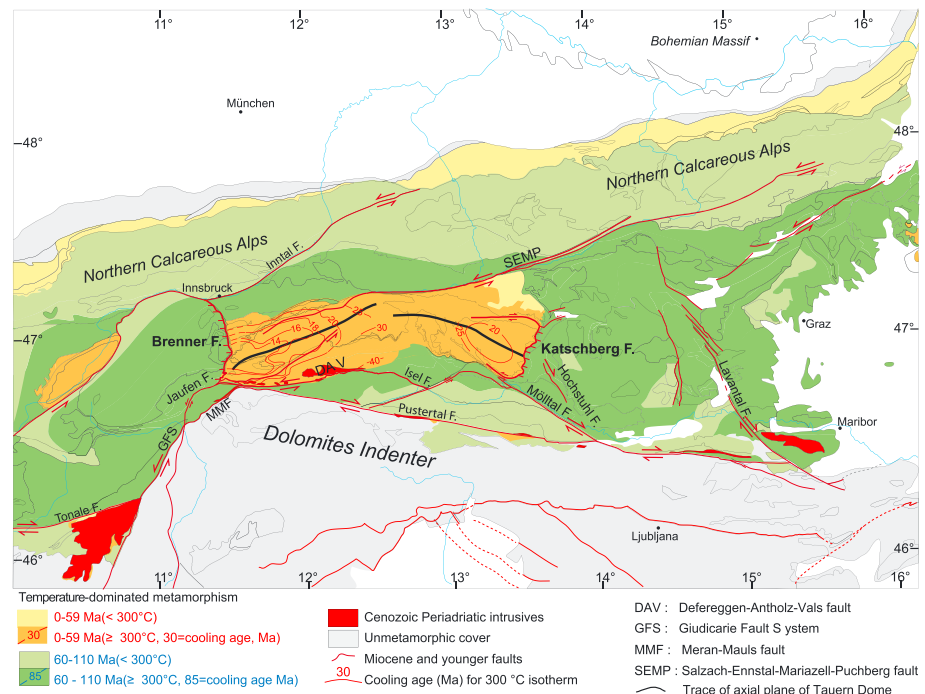 11° 12° 13° 14° 15° 16°
Bohemian Massif
München
48° 48°
Northern Calcareous Alps
Northern Calcareous Alps
Inntal F.
SEMP
Innsbruck
47° 47°
Brenner F.
Katschberg F.
Graz
16 18 20 25
14 30 25 20
-40-
DAV
Jaufen F.
Isel F.
Hochstuhl F.
Mölltal F.
Lavantal F.
MMF
GFS
Pustertal F.
Maribor
Dolomites Indenter
Tonale F.
Ljubljana
46° 46°
11° 12° 13° 14° 15° 16°
Temperature-dominated metamorphism
0-59 Ma(< 300°C)
30 0-59 Ma(≥ 300°C, 30=cooling age, Ma)
60-110 Ma(< 300°C)
85 60 - 110 Ma(≥ 300°C, 85=cooling age Ma)
Cenozoic Periadriatic intrusives
Unmetamorphic cover
Miocene and younger faults
30 Cooling age (Ma) for 300 °C isotherm
DAV : Defereggen-Antholz-Vals fault
GFS : Giudicarie Fault S ystem
MMF : Meran-Mauls fault
SEMP : Salzach-Ennstal-Mariazell-Puchberg fault
Trace of axial plane of Tauern Dome